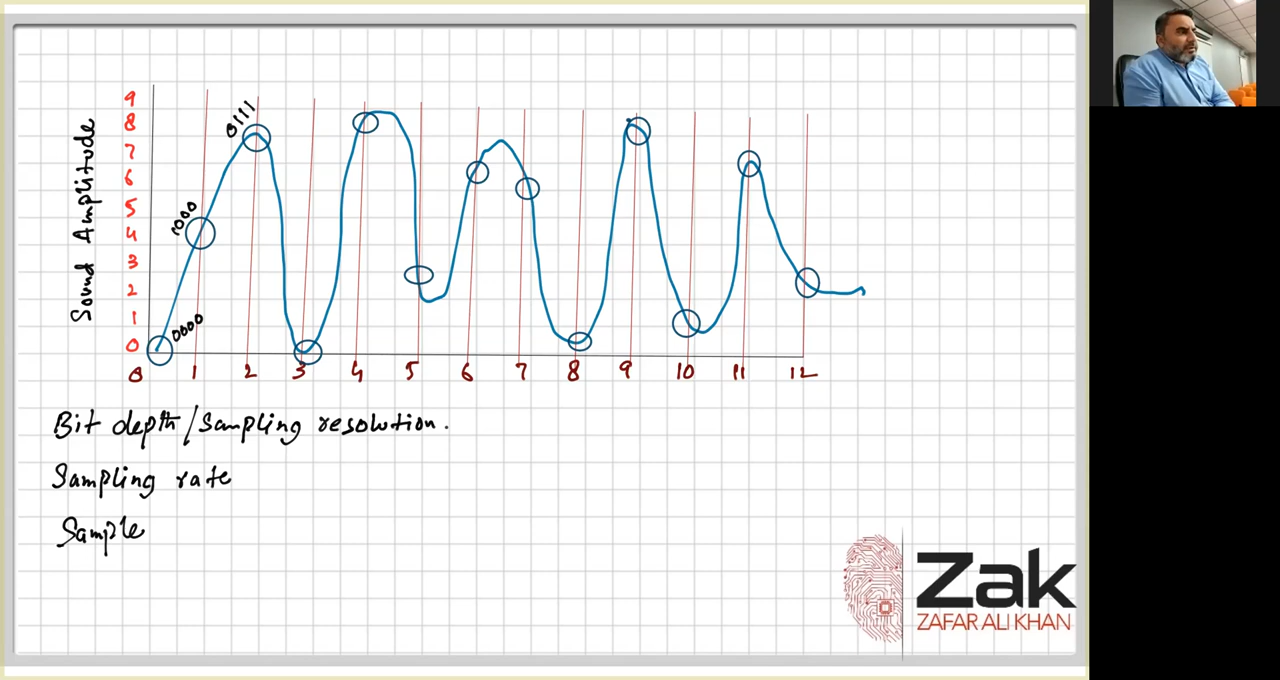 9
8
7
6
5
4
3
2
1
0
Sound Amplitude
0000
1000
0111
0 1 2 3 4 5 6 7 8 9 10 11 12
Bit depth/Sampling resolution.
Sampling rate
Sample
Zak
ZAFAR ALI KHAN